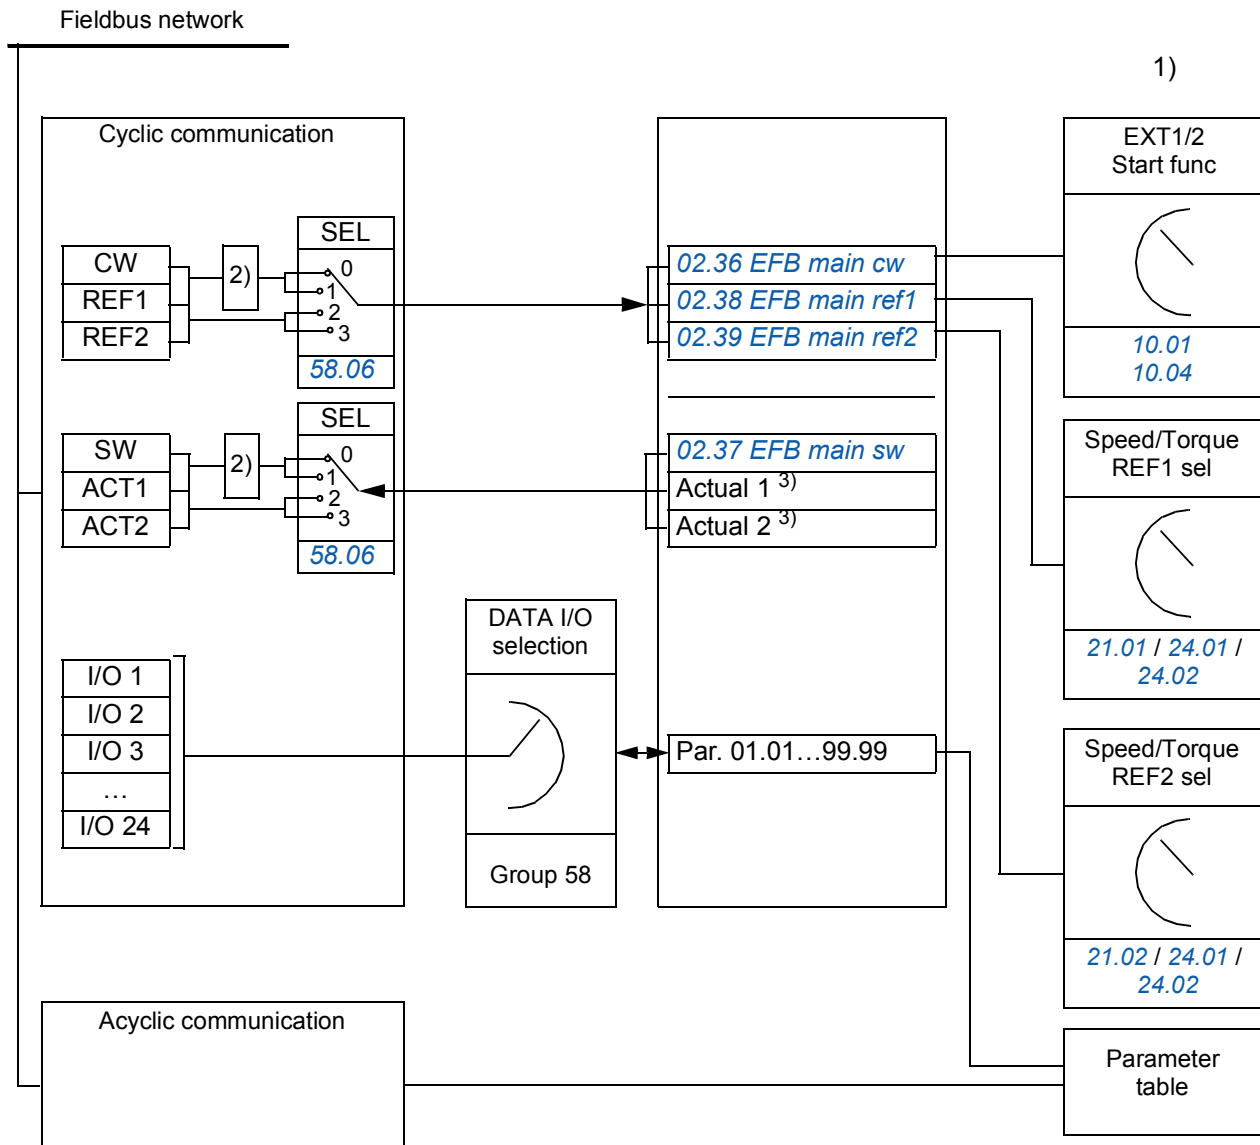 Fieldbus network
1)
Cyclic communication
CW
REF1
REF2
2)
SEL
0
1
2
3
58.06
SW
ACT1
ACT2
2)
SEL
0
1
2
3
58.06
I/O 1
I/O 2
I/O 3
…
I/O 24
DATA I/O
selection
Group 58
02.36 EFB main cw
02.38 EFB main ref1
02.39 EFB main ref2
02.37 EFB main sw
Actual 1 3)
Actual 2 3)
Par. 01.01…99.99
EXT1/2
Start func
10.01
10.04
Speed/Torque
REF1 sel
21.01 / 24.01 /
24.02
Speed/Torque
REF2 sel
21.02 / 24.01 /
24.02
Acyclic communication
Parameter
table